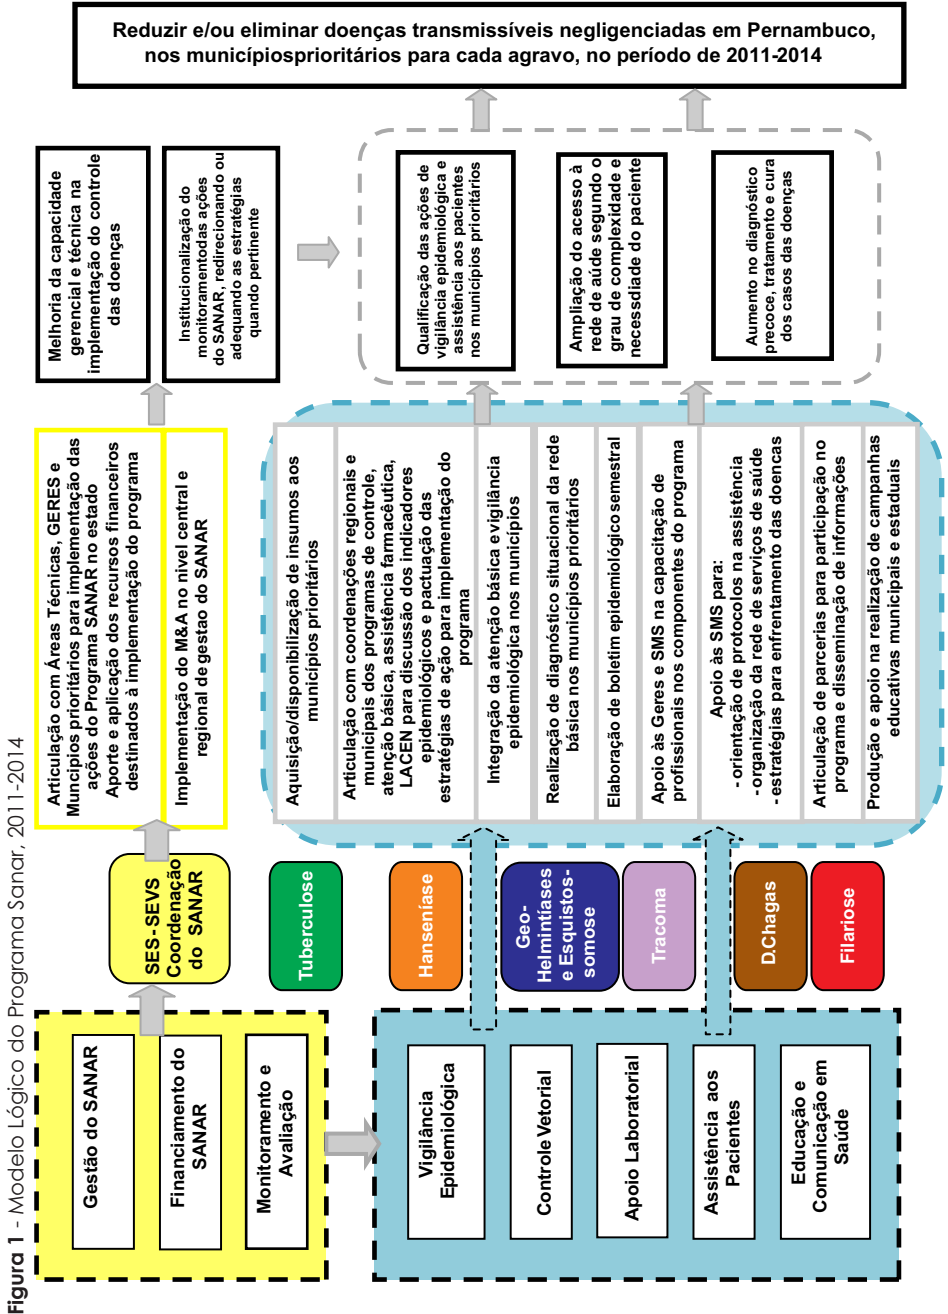 Figura 1 - Modelo Lógico do Programa Sanar, 2011-2014
Gestão do SANAR
Financiamento do
SANAR
Monitoramento e
Avaliação
Vigilância
Epidemiológica
Controle Vetorial
Apoio Laboratorial
Assistência aos
Pacientes
Educação e
Comunicação em
Saúde
SES-SEVS
Coordenação
do SANAR
Tuberculose
Hanseníase
Geo-
Helmintíases
e Esquistos-
somose
Tracoma
D.Chagas
Filariose
Articulação com Áreas Técnicas, GERES e
Municípios prioritários para implementação das
ações do Programa SANAR no estado
Aporte e aplicação dos recursos financeiros
destinados à implementação do programa
Implementação do M&A no nivel central e
regional de gestao do SANAR
Aquisição/disponibilização de insumos aos
municípios prioritários
Articulação com coordenações regionais e
municipais dos programas de controle,
atenção básica, assistência farmacêutica,
LACEN para discussão dos indicadores
epidemiológicos e pactuação das
estratégias de ação para implementação do
programa
Integração da atenção básica e vigilância
epidemiológica nos municípios
Realização de diagnóstico situacional da rede
básica nos municípios prioritários
Elaboração de boletim epidemiológico semestral
Apoio às Geres e SMS na capacitação de
profissionais nos componentes do programa
Apoio às SMS para:
- orientação de protocolos na assistência
- organização da rede de serviços de saúde
- estratégias para enfrentamento das doencas
Articulação de parcerias para participação no
programa e disseminação de informações
Produção e apoio na realização de campanhas
educativas municipais e estaduais
Melhoria da capacidade
gerencial e técnica na
implementação do controle
das doenças
Institucionalização do
monitoramentodas ações
do SANAR, redirecionando ou
adequando as estratégias
quando pertinente
Qualificação das ações de
vigilância epidemiológica e
assistência aos pacientes
nos municípios prioritários
Ampliação do acesso à
rede de saúde segundo o
grau de complexidade e
necessdiade do paciente
Aumento no diagnóstico
precoce, tratamento e cura
dos casos das doenças
Reduzir e/ou eliminar doenças transmissíveis negligenciadas em Pernambuco,
nos municípiosprioritários para cada agravo, no período de 2011-2014